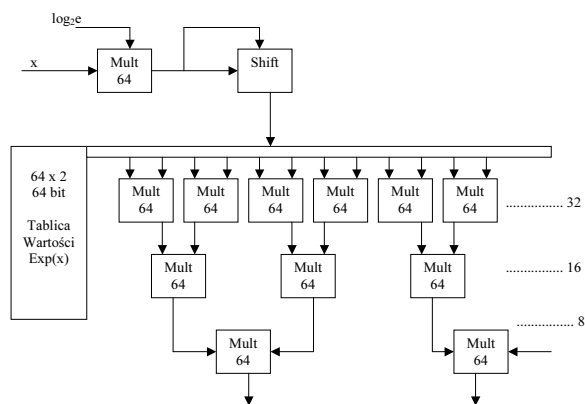 log₂e
x
Mult
64
Shift
64 x 2
64 bit
Tablica
Wartości
Exp(x)
Mult
64
Mult
64
Mult
64
Mult
64
Mult
64
Mult
64
................ 32
Mult
64
Mult
64
Mult
64
................ 16
................ 8
Mult
64
Mult
64